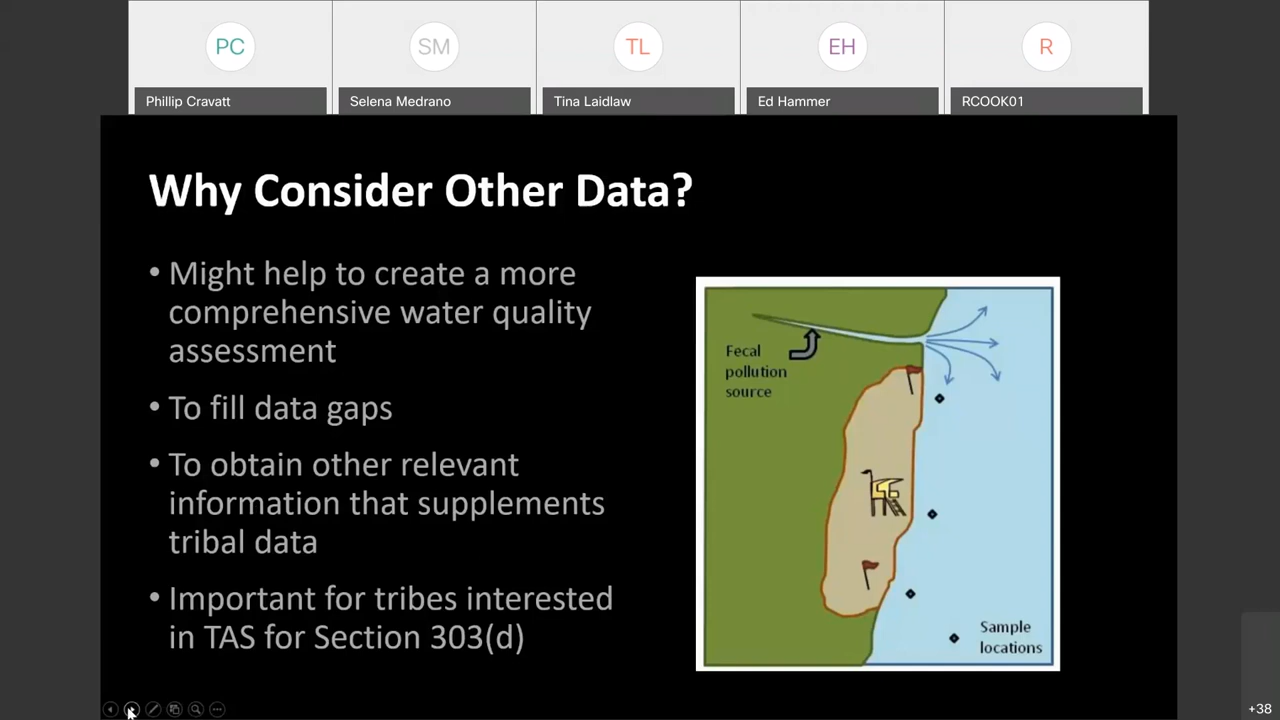 PC
SM
TL
EH
R
Phillip Cravatt
Selena Medrano
Tina Laidlaw
Ed Hammer
RCOOK01
Why Consider Other Data?
• Might help to create a more
comprehensive water quality
assessment
• To fill data gaps
• To obtain other relevant
information that supplements
tribal data
• Important for tribes interested
in TAS for Section 303(d)
Fecal
pollution
source
Sample
locations
+38